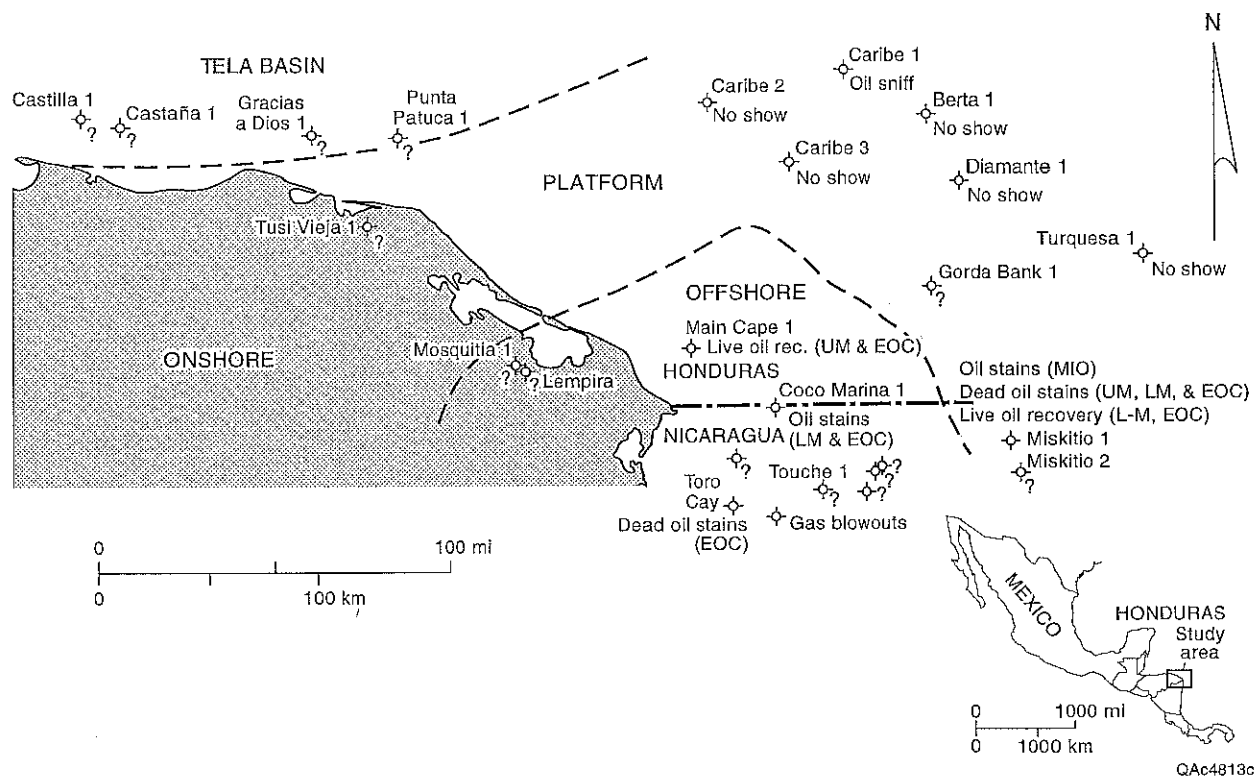 N
TELA BASIN
Castilla 1
?
Castaña 1
?
Gracias
a Dios 1
?
Punta
Patuca 1
?
Caribe 2
No show
Caribe 1
Oil sniff
Berta 1
No show
Caribe 3
No show
Diamante 1
No show
PLATFORM
Tusi Vieja 1
?
Turquesa 1
No show
Gorda Bank 1
?
OFFSHORE
Main Cape 1
Live oil rec. (UM & EOC)
ONSHORE
Mosquitia 1
?
? Lempira
HONDURAS
Coco Marina 1
Oil stains
(LM & EOC)
NICARAGUA
?
Oil stains (MIO)
Dead oil stains (UM, LM, & EOC)
Live oil recovery (L-M, EOC)
Miskitio 1
Miskitio 2
?
Touche 1
?
?
?
?
Toro
Cay
Dead oil stains
(EOC)
Gas blowouts
0
100 mi
0
100 km
MEXICO
HONDURAS
Study
area
0
1000 mi
0
1000 km
QAc4813c